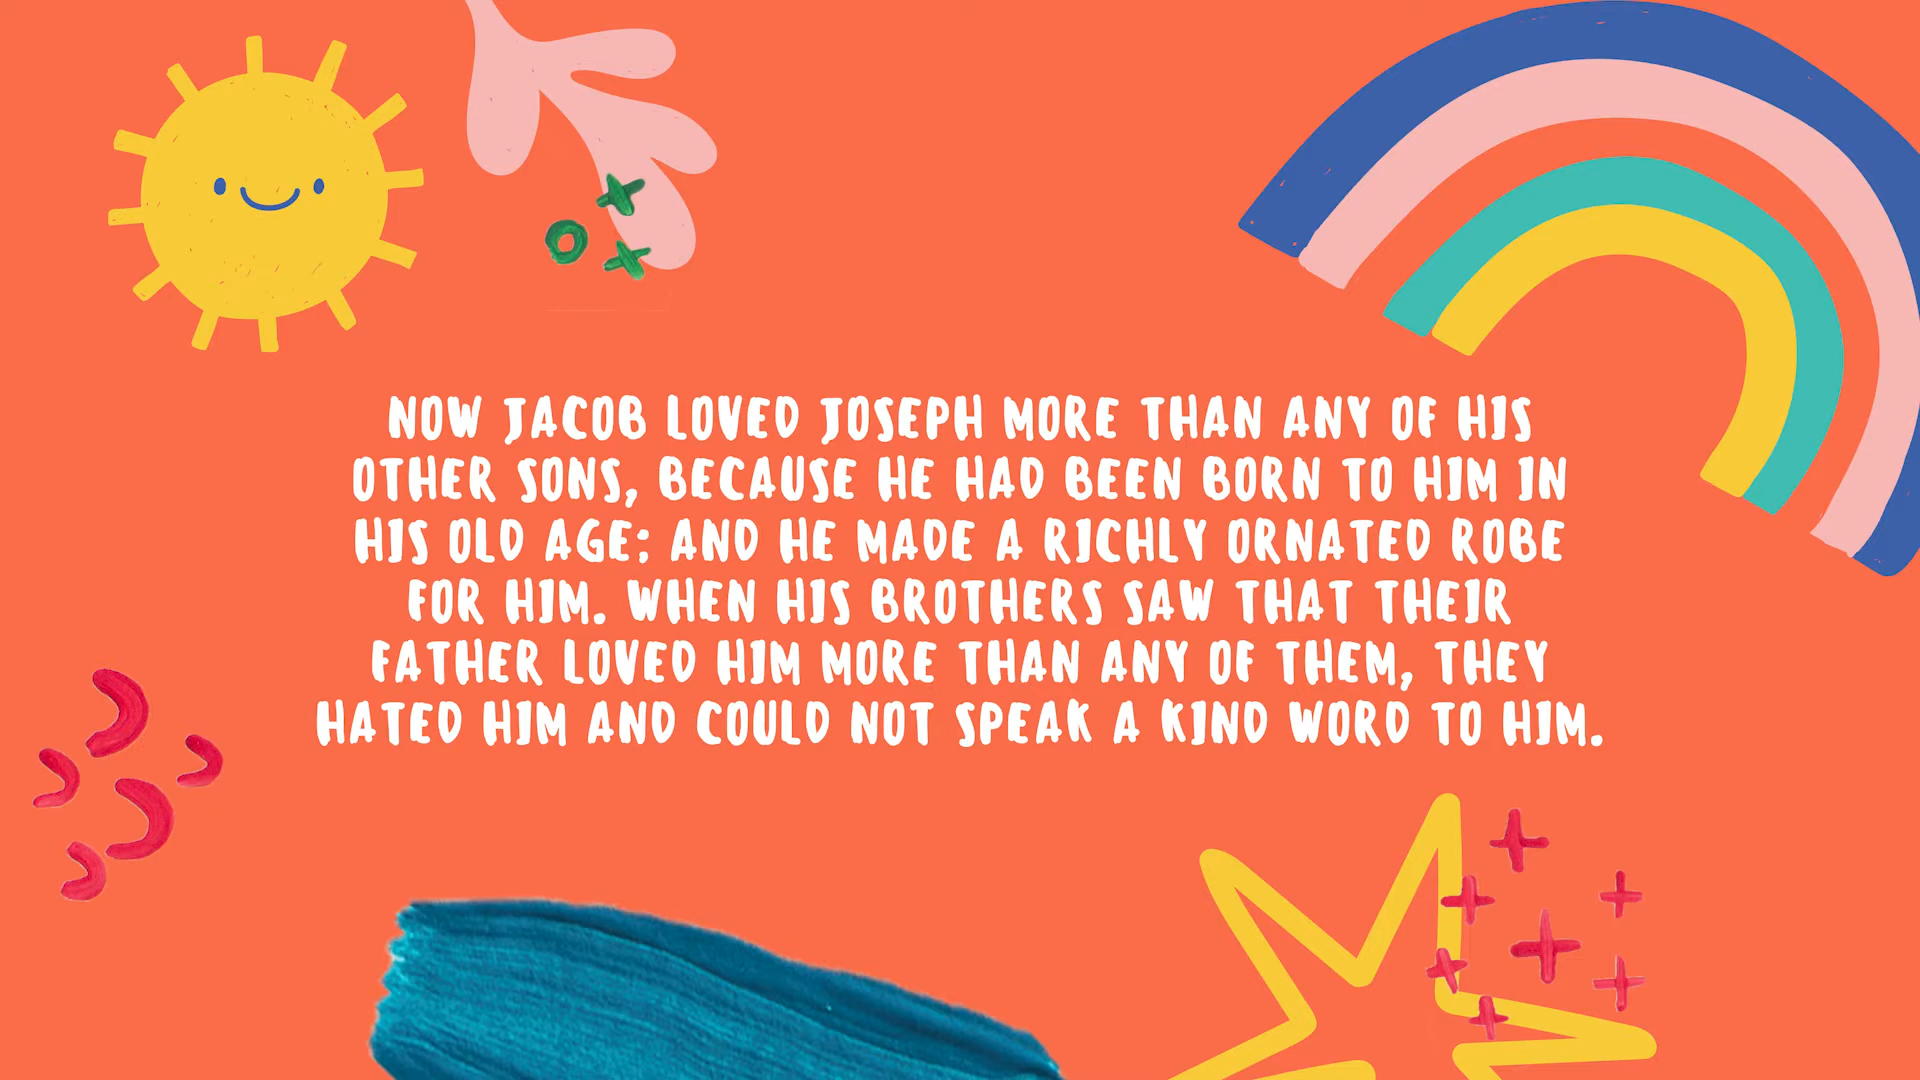 NOW JACOB LOVED JOSEPH MORE THAN ANY OF HIS
OTHER SONS, BECAUSE HE HAD BEEN BORN TO HIM IN
HIS OLD AGE; AND HE MADE A RICHLY ORNATED ROBE
FOR HIM. WHEN HIS BROTHERS SAW THAT THEIR
FATHER LOVED HIM MORE THAN ANY OF THEM, THEY
HATED HIM AND COULD NOT SPEAK A KIND WORD TO HIM.